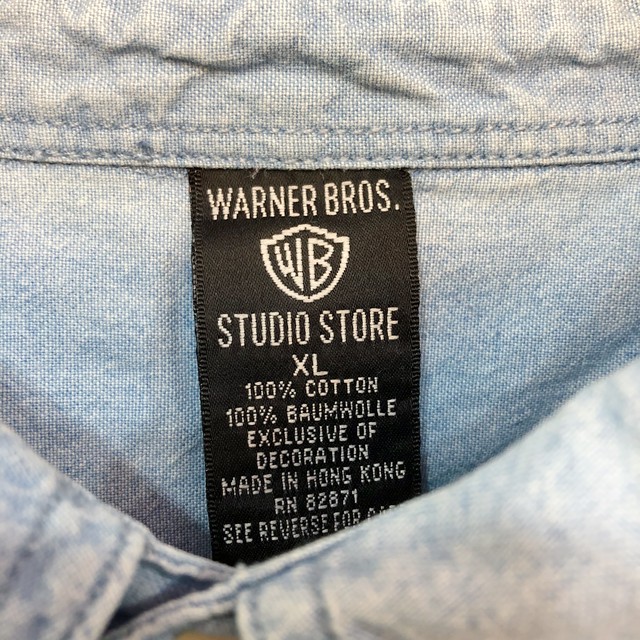 WARNER BROS.
WB
STUDIO STORE
XL
100% COTTON
100% BAUMWOLLE
EXCLUSIVE OF
DECORATION
MADE IN HONG KONG
RN 82871
SEE REVERSE FOR